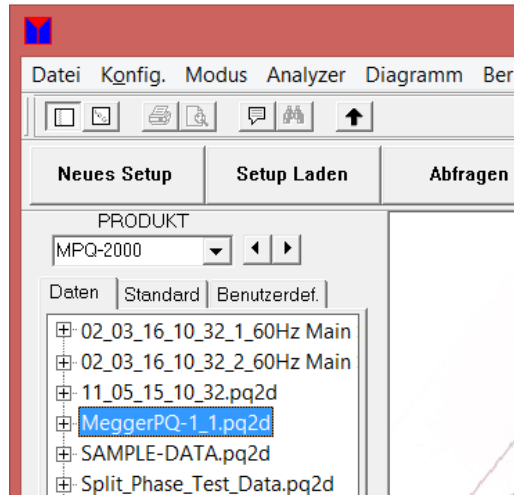 Datei Konfig. Modus Analyzer Diagramm Ber
Neues Setup Setup Laden Abfragen
PRODUKT
MPQ-2000
Daten Standard Benutzerdef.
02_03_16_10_32_1_60Hz Main
02_03_16_10_32_2_60Hz Main
11_05_15_10_32.pq2d
MeggerPQ-1_1.pq2d
SAMPLE-DATA.pq2d
Split_Phase_Test_Data.pq2d